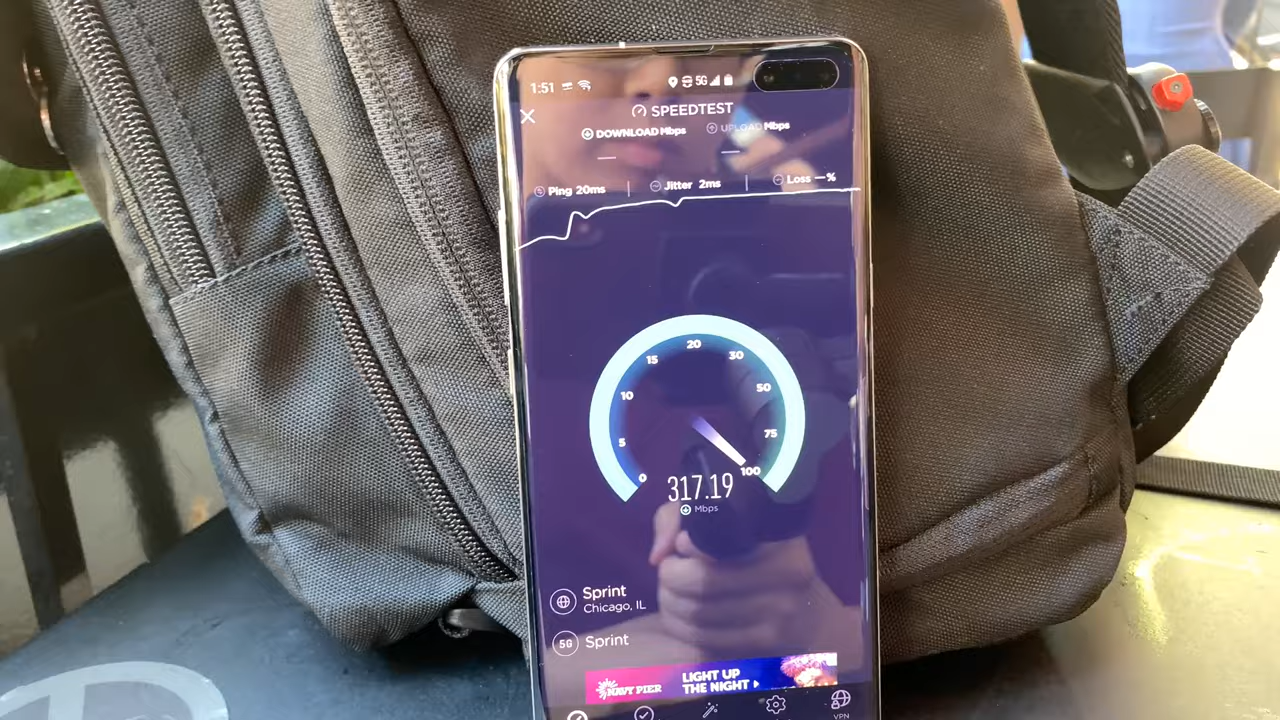 1:51 5G
SPEEDTEST
DOWNLOAD Mbps UPLOAD Mbps
— —
Ping 20ms Jitter 2ms Loss —%
20
15 30
10 50
5 75
0 100
317.19
Mbps
Sprint
Chicago, IL
5G Sprint
NAVY PIER LIGHT UP
THE NIGHT
VPN